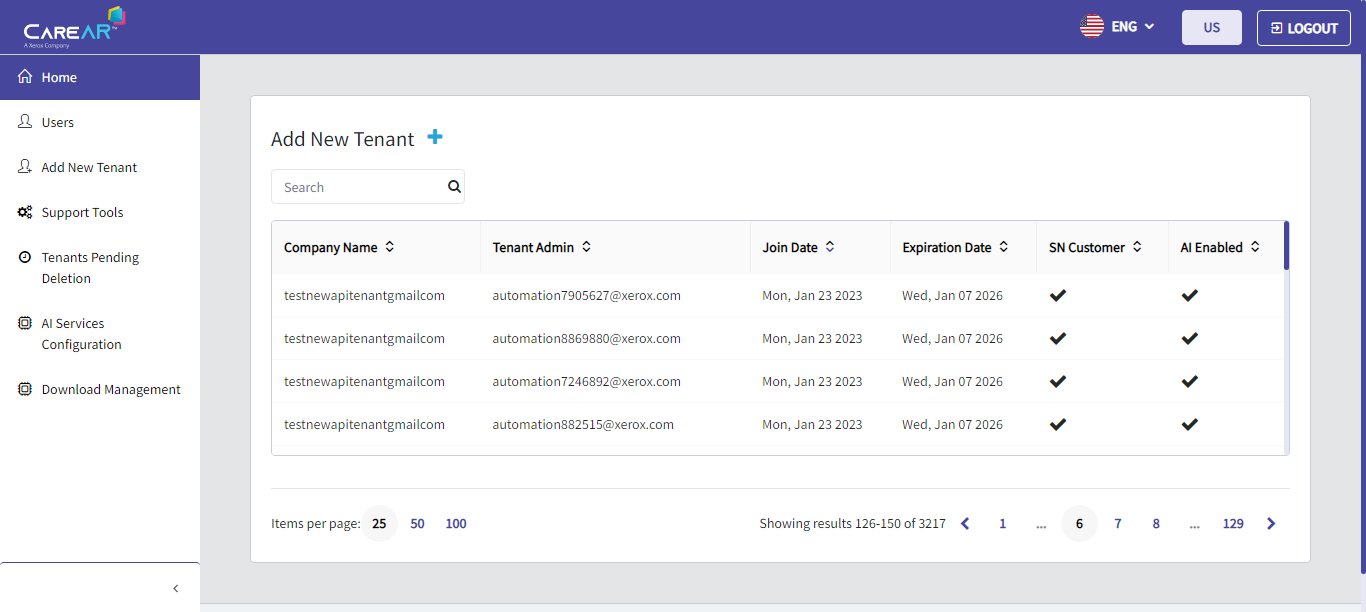 CAREAR™
A Xerox Company
ENG
US
LOGOUT
Home
Users
Add New Tenant
Support Tools
Tenants Pending
Deletion
AI Services
Configuration
Download Management
Add New Tenant
Search
Company Name Tenant Admin Join Date Expiration Date SN Customer AI Enabled
testnewapitenantgmailcom automation7905627@xerox.com Mon, Jan 23 2023 Wed, Jan 07 2026
testnewapitenantgmailcom automation8869880@xerox.com Mon, Jan 23 2023 Wed, Jan 07 2026
testnewapitenantgmailcom automation7246892@xerox.com Mon, Jan 23 2023 Wed, Jan 07 2026
testnewapitenantgmailcom automation882515@xerox.com Mon, Jan 23 2023 Wed, Jan 07 2026
Items per page: 25 50 100
Showing results 126-150 of 3217 1 ... 6 7 8 ... 129